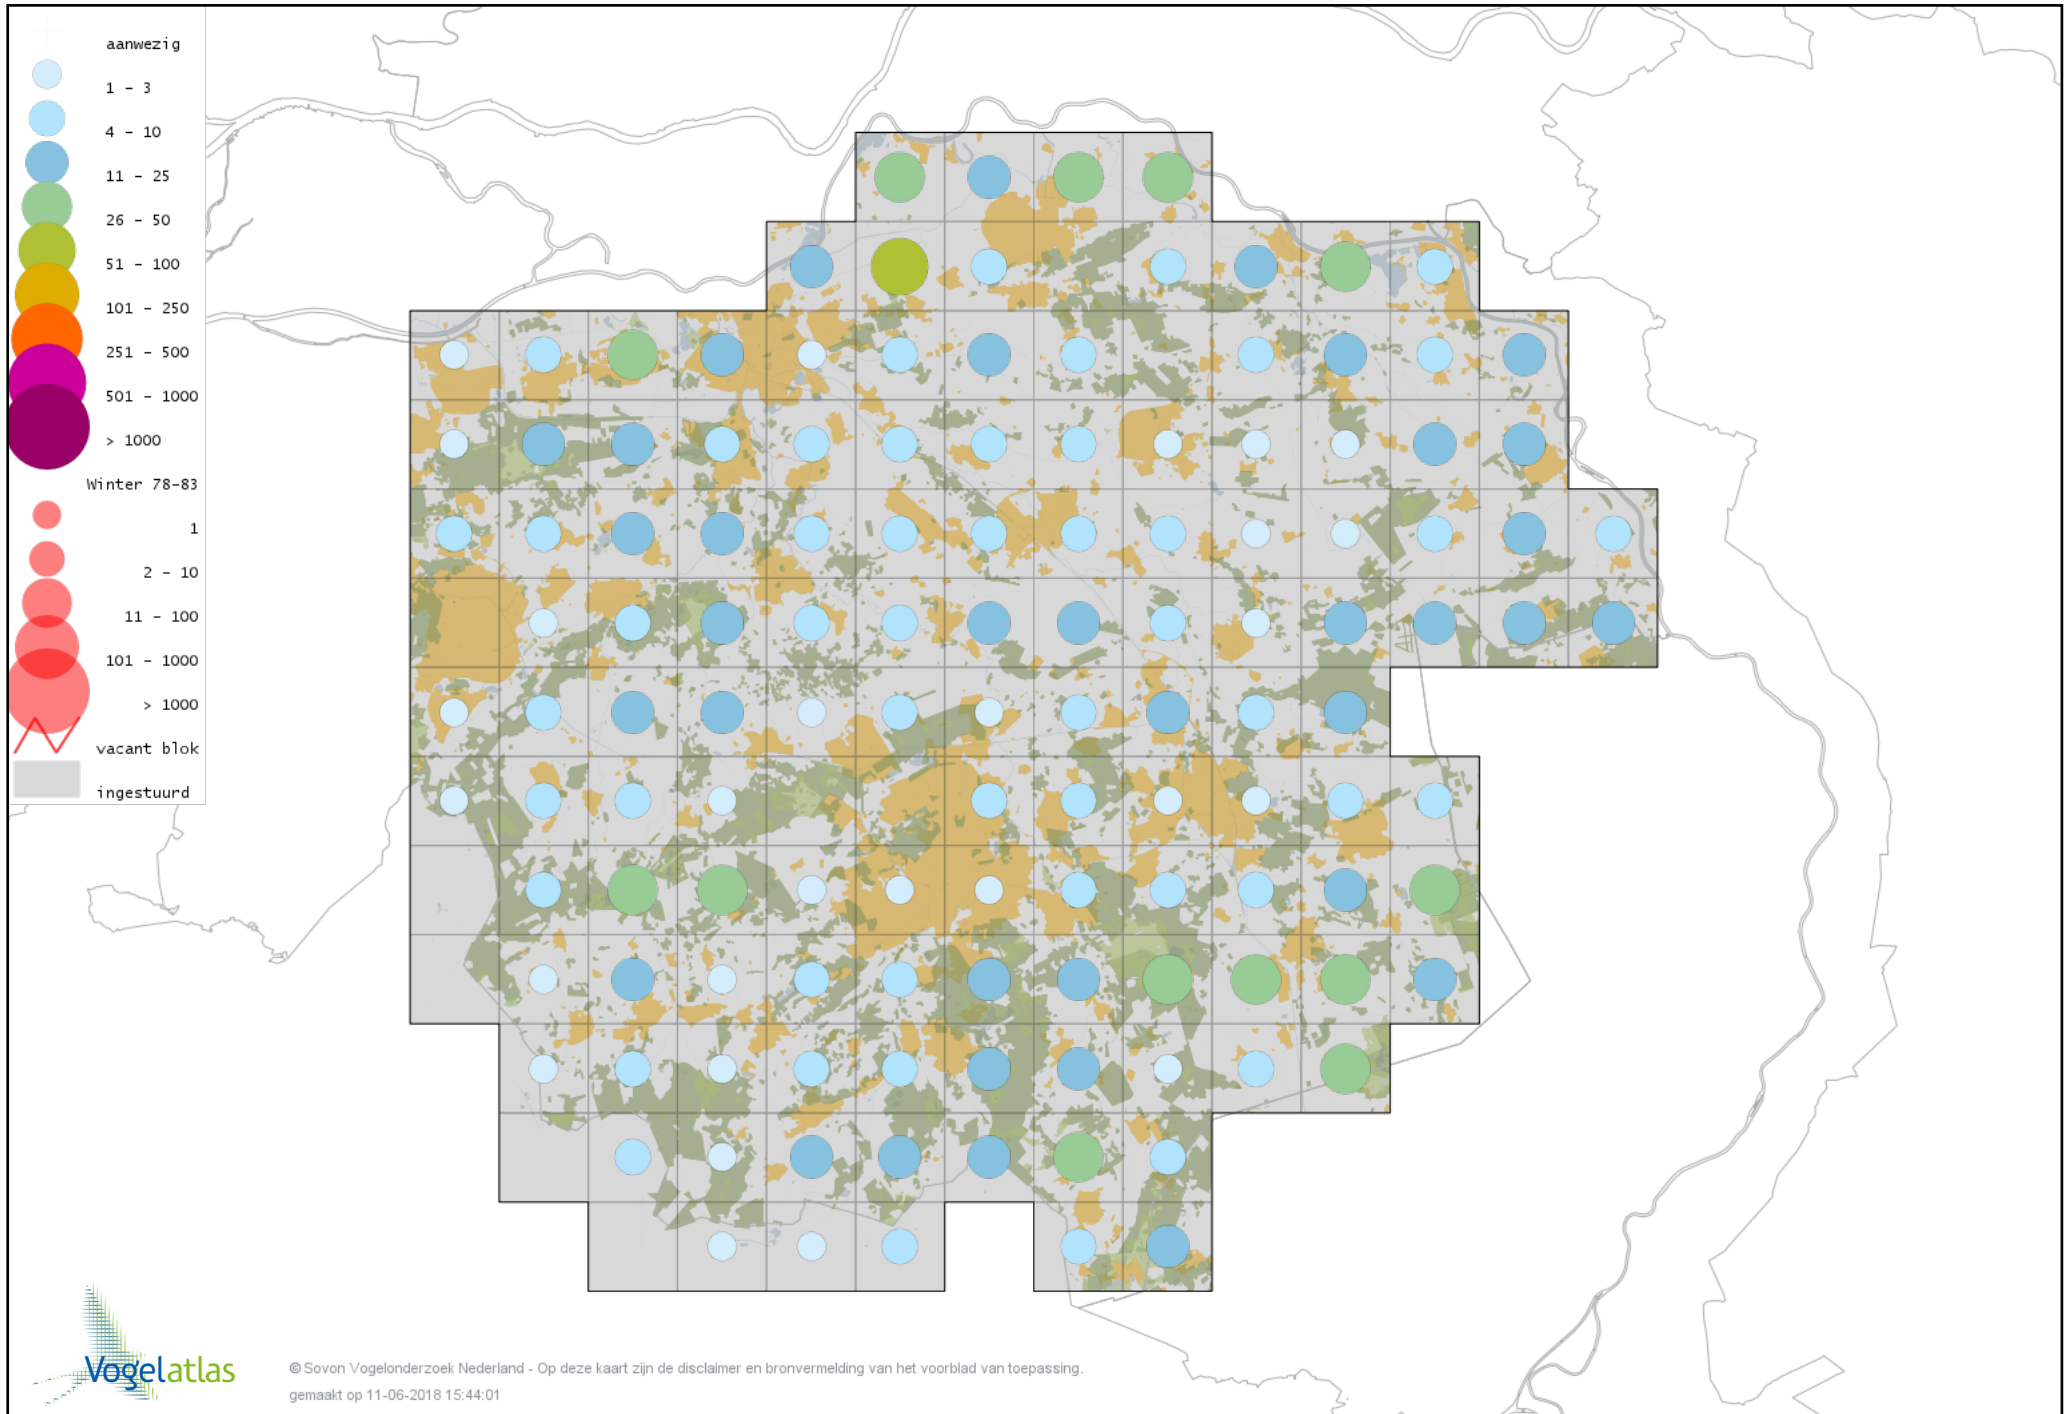 aanwezig
1 - 3
4 - 10
11 - 25
26 - 50
51 - 100
101 - 250
251 - 500
501 - 1000
> 1000
Winter 78-83
1
2 - 10
11 - 100
101 - 1000
> 1000
vacant blok
ingestuurd
Vogelatlas
© Sovon Vogelonderzoek Nederland - Op deze kaart zijn de disclaimer en bronvermelding van het voorblad van toepassing.
gemaakt op 11-06-2018 15:44:01